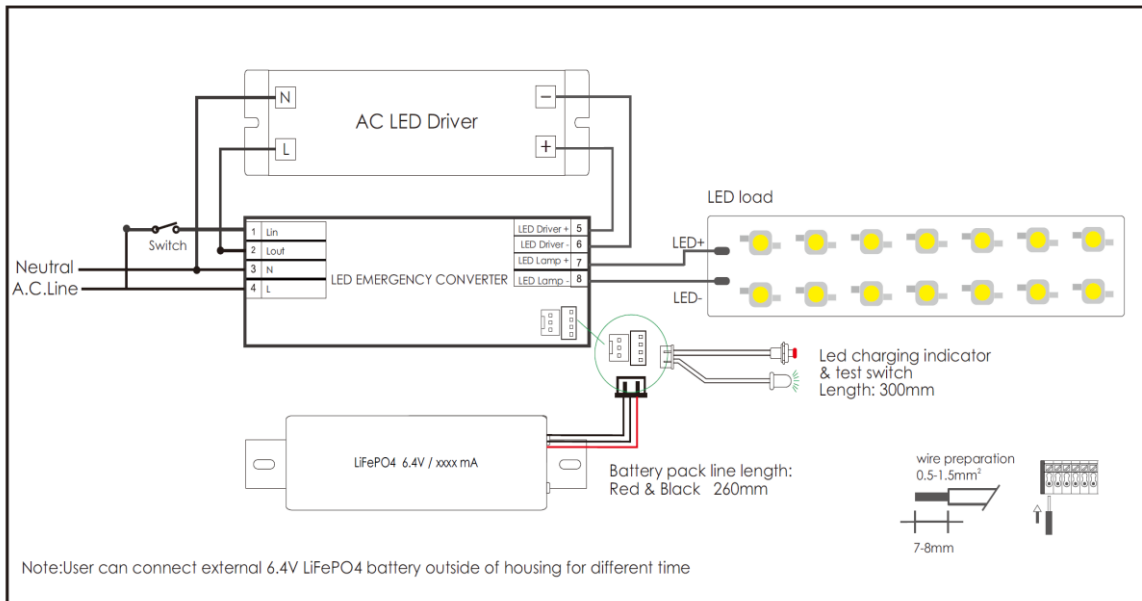 N
AC LED Driver
L
−
+
Switch
Neutral
A.C.Line
1 Lin
2 Lout
3 N
4 L
LED EMERGENCY CONVERTER
LED Driver + 5
LED Driver - 6
LED Lamp + 7
LED Lamp - 8
LED load
LED+
LED-
Led charging indicator
& test switch
Length: 300mm
LiFePO4 6.4V / xxxx mA
Battery pack line length:
Red & Black 260mm
wire preparation
0.5-1.5mm²
7-8mm
Note:User can connect external 6.4V LiFePO4 battery outside of housing for different time